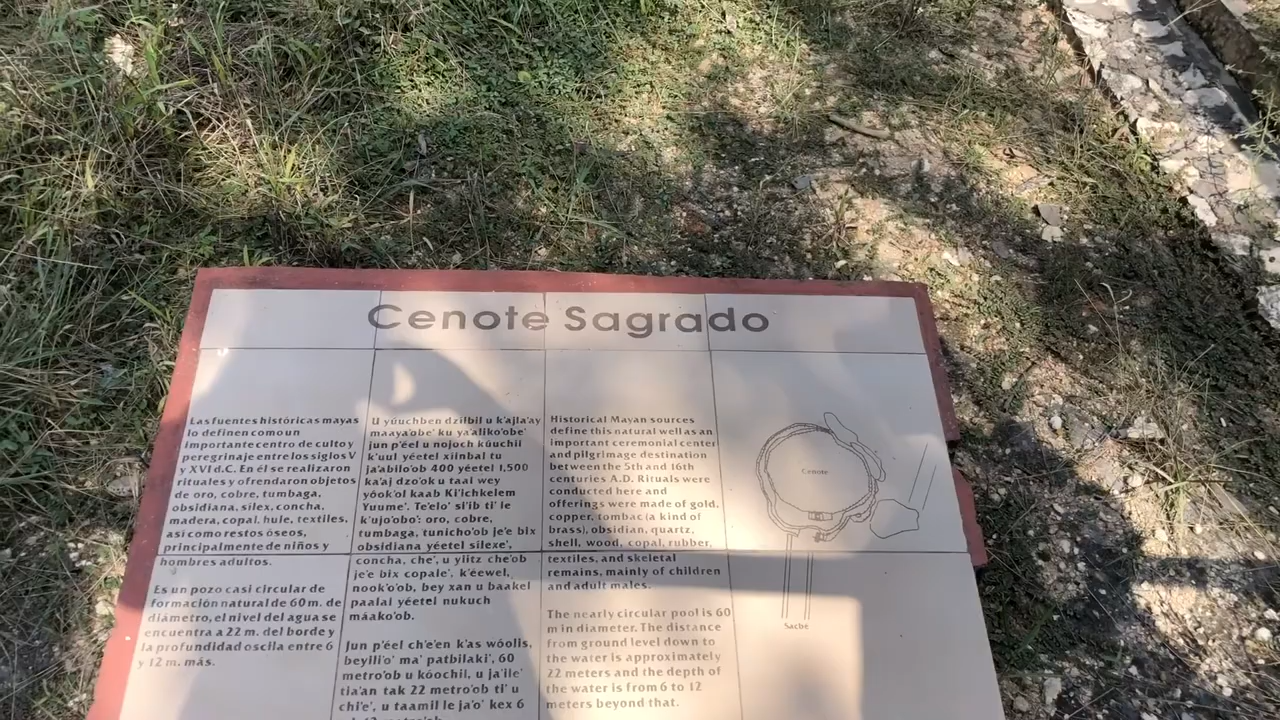 Cenote Sagrado
Las fuentes históricas mayas
lo definen como un
importante centro de culto y
peregrinaje entre los siglos V
y XVI d.C. En él se realizaron
rituales y ofrendaron objetos
de oro, cobre, tumbaga,
obsidiana, sílex, concha,
madera, copal, hule, textiles,
así como restos óseos,
principalmente de niños y
hombres adultos.
Es un pozo casi circular de
formación natural de 60 m. de
diámetro, el nivel del agua se
encuentra a 22 m. del borde y
la profundidad oscila entre 6
y 12 m. más.
U yúuchben dzilbil u k'ajla'ay
maaya'obe' ku ya'aliko'obe'
jun p'éel u nojoch kúuchil
k'uul yéetel xíinbal tu
ja'abilo'ob 400 yéetel 1,500
ka'aj dzo'ok u taal wey
yóok'ol kaab Ki'ichkelem
Yuume'. Te'elo' sí'ib ti' le
k'ujo'obo': oro, cobre,
tumbaga, tunicho'ob je'e bix
obsidiana yéetel silexe',
concha, che', u yiitz che'ob
je'e bix copale', k'éewel,
nook'o'ob, bey xan u baakel
paalal yéetel nukuch
máako'ob.
Jun p'éel ch'e'en k'as wóolis,
beyili'o' ma' patbilaki', 60
metro'ob u kóochil, u ja'ile'
tia'an tak 22 metro'ob ti' u
chi'e', u taamil le ja'o' kex 6
Historical Mayan sources
define this natural well as an
important ceremonial center
and pilgrimage destination
between the 5th and 16th
centuries A.D. Rituals were
conducted here and
offerings were made of gold,
copper, tombac (a kind of
brass), obsidian, quartz,
shell, wood, copal, rubber,
textiles, and skeletal
remains, mainly of children
and adult males.
The nearly circular pool is 60
m in diameter. The distance
from ground level down to
the water is approximately
22 meters and the depth of
the water is from 6 to 12
meters beyond that.
Cenote
Sacbé